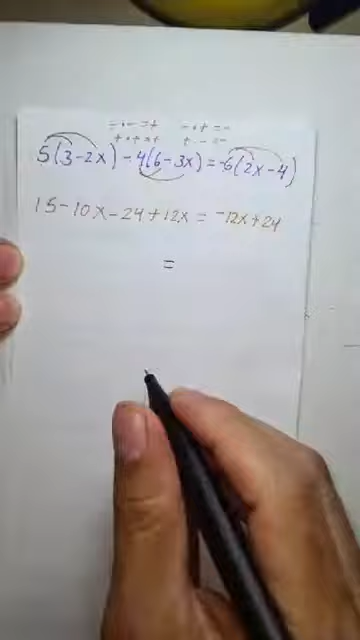 - · - = + - · + = -
+ · + = + + · - = -
5(3-2x) - 4(6-3x) = -6(2x-4)
15-10x-24+12x = -12x+24
=